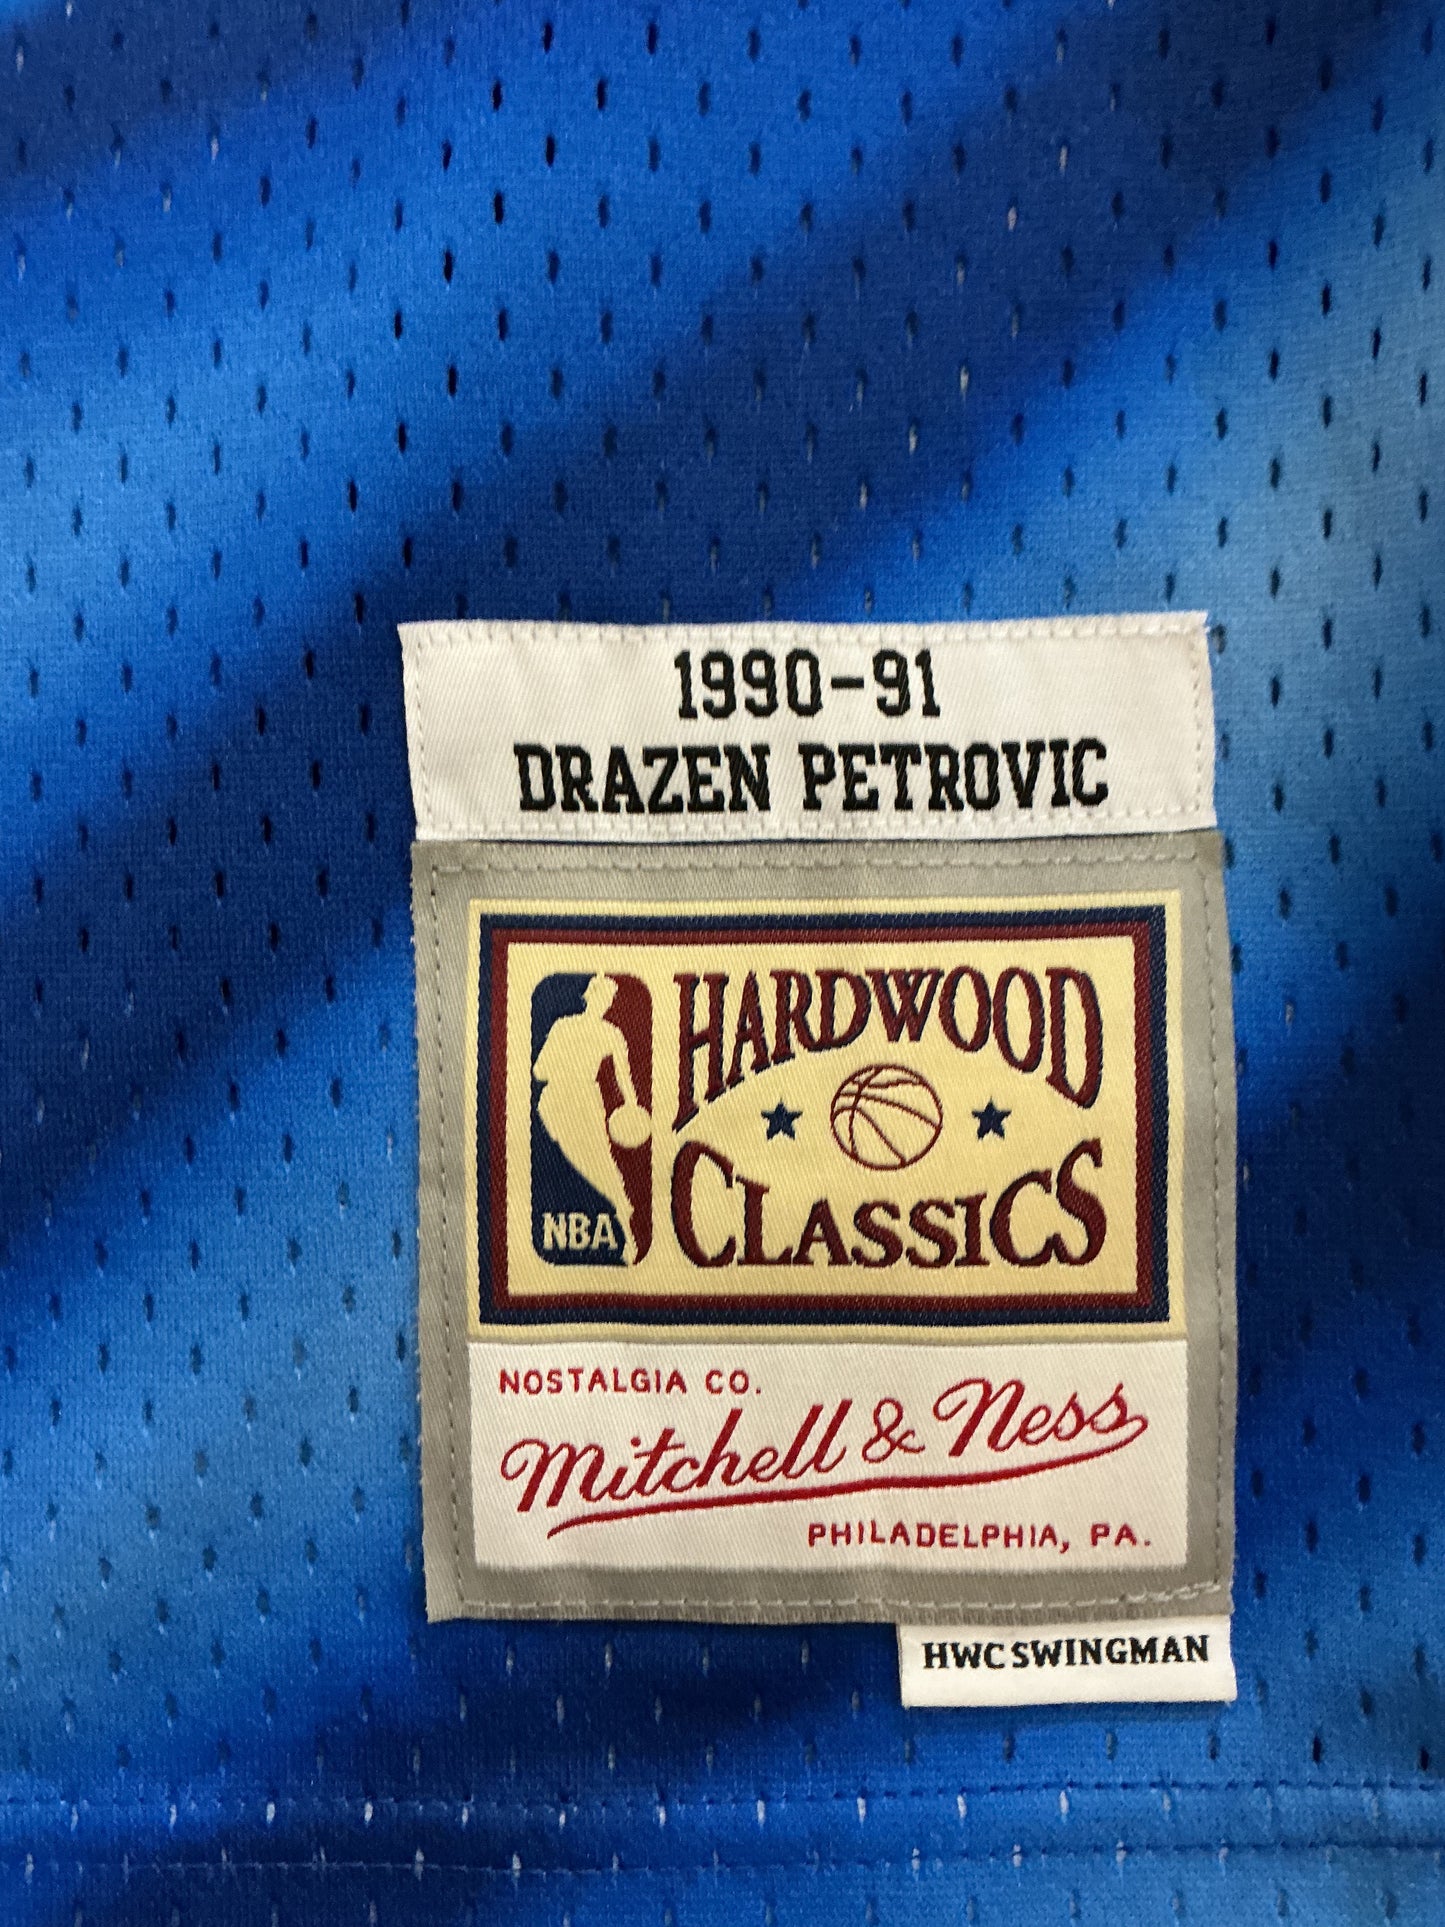 1990-91
DRAZEN PETROVIC
HARDWOOD
CLASSICS
NBA
NOSTALGIA CO.
Mitchell & Ness
PHILADELPHIA, PA.
HWC SWINGMAN